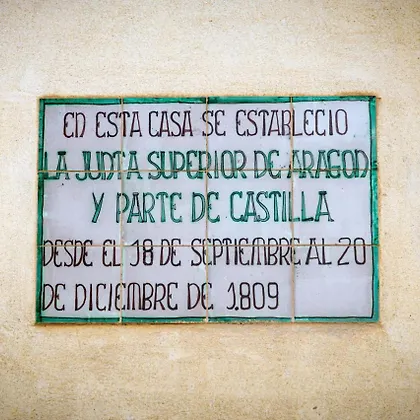 EN ESTA CASA SE ESTABLECIO
LA JUNTA SUPERIOR DE ARAGON
Y PARTE DE CASTILLA
DESDE EL 18 DE SEPTIEMBRE AL 20
DE DICIEMBRE DE 1809